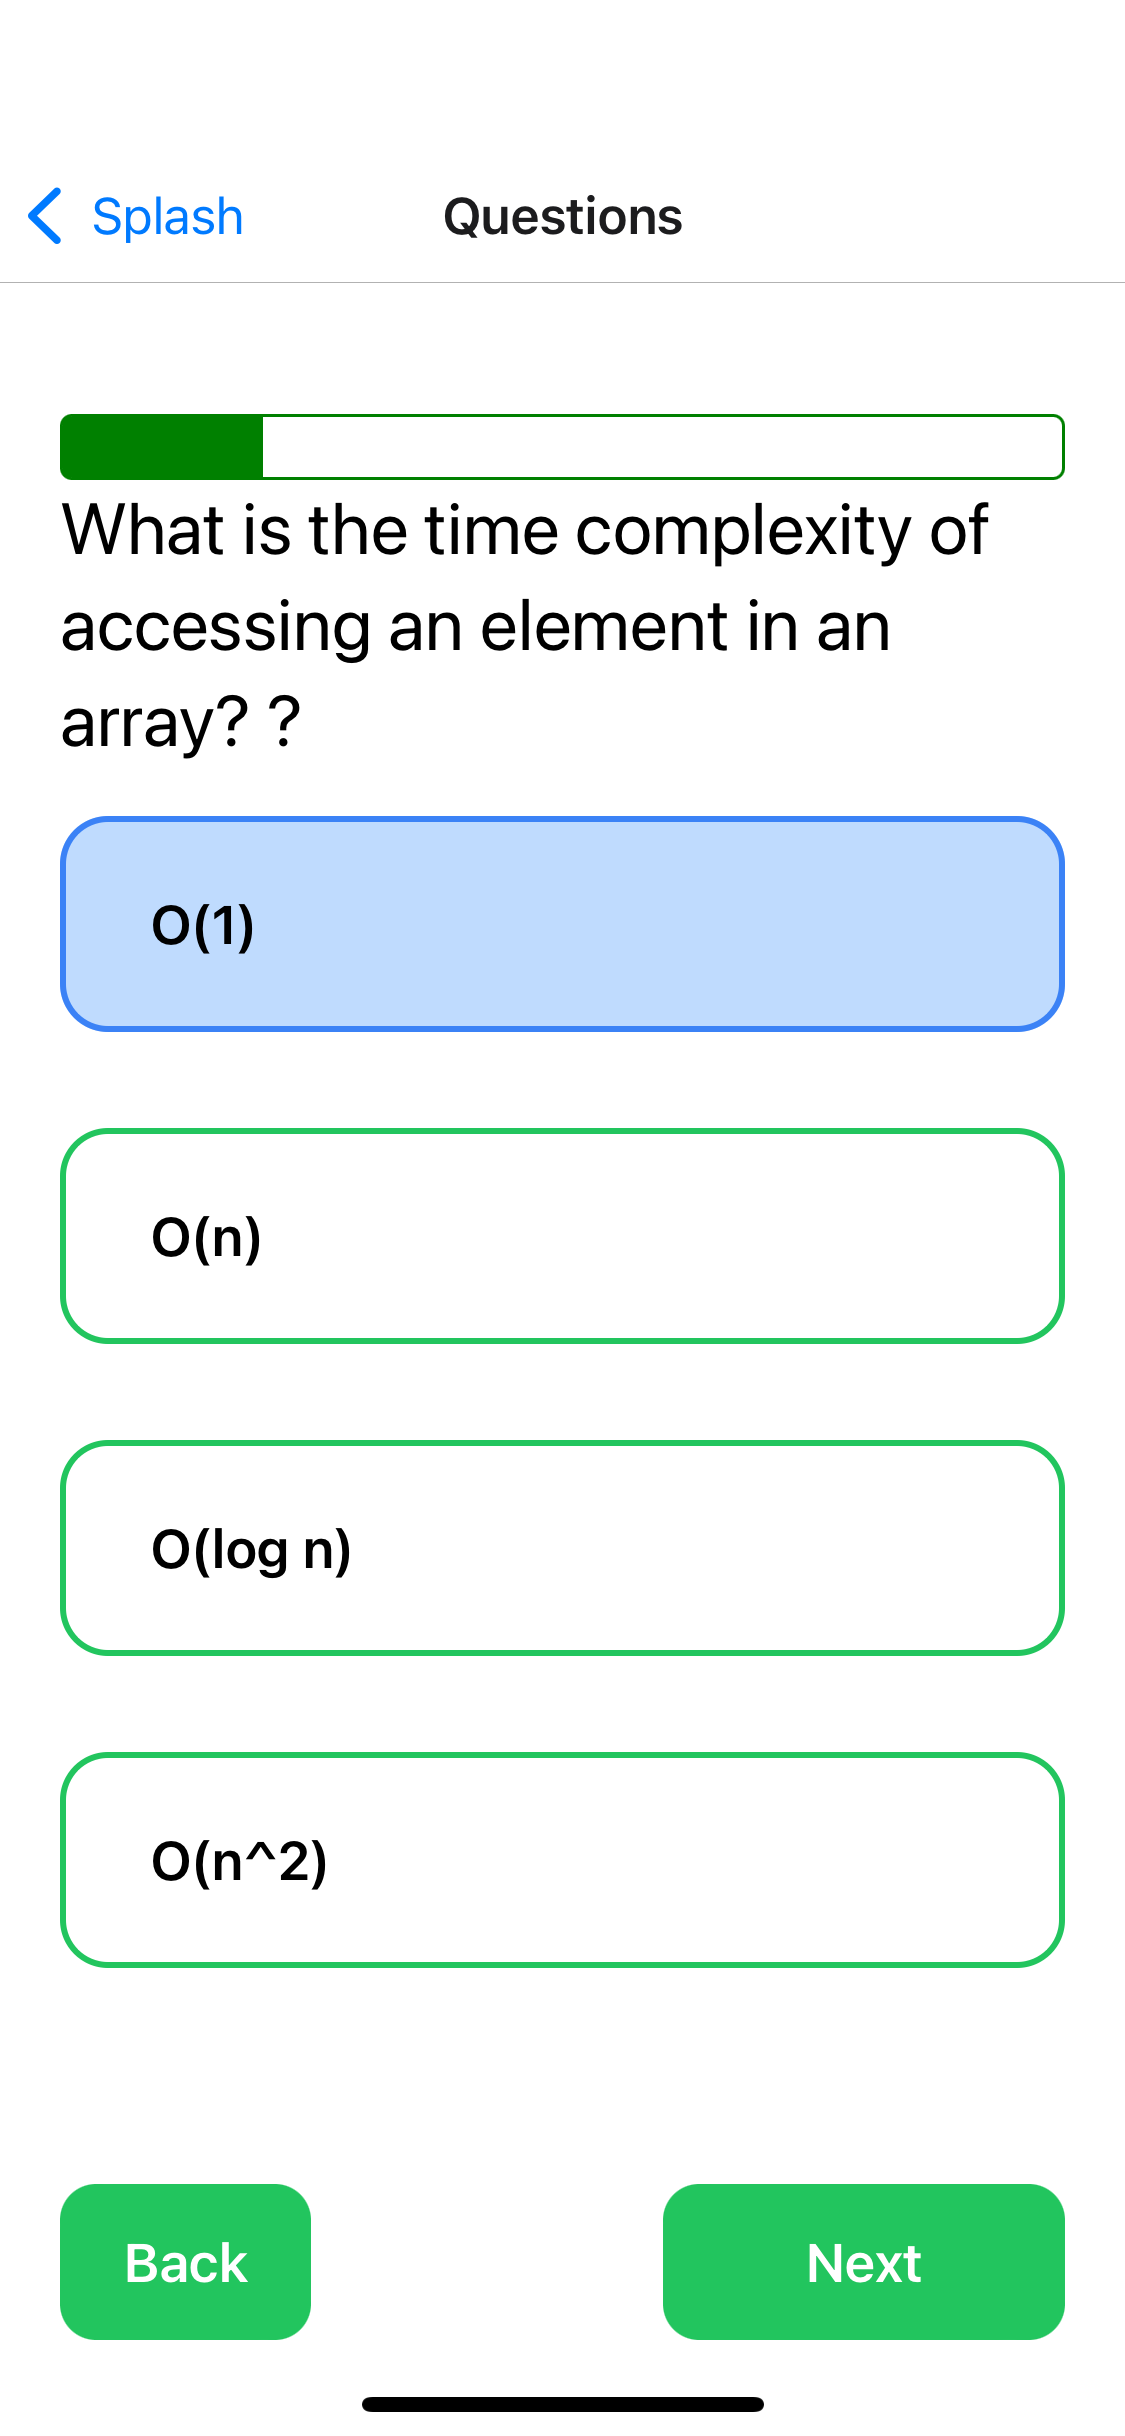 Splash
Questions
What is the time complexity of
accessing an element in an
array? ?
O(1)
O(n)
O(log n)
O(n^2)
Back
Next